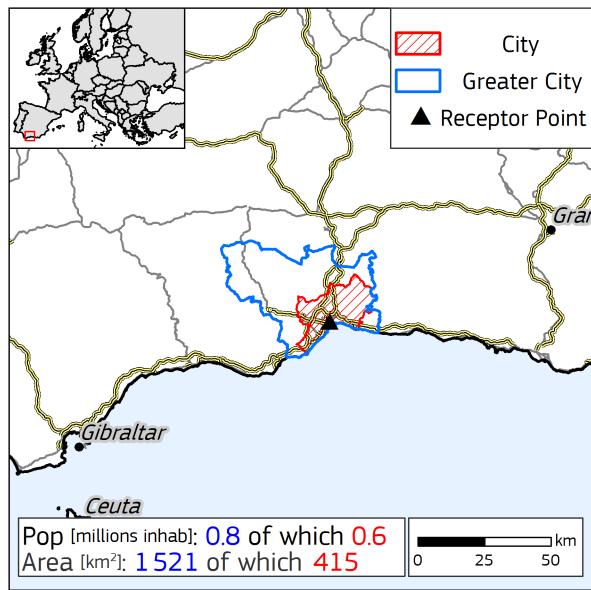 City
Greater City
Receptor Point
Gran
Gibraltar
Ceuta
Pop [millions inhab]: 0.8 of which 0.6
Area [km²]: 1 521 of which 415
km
0 25 50